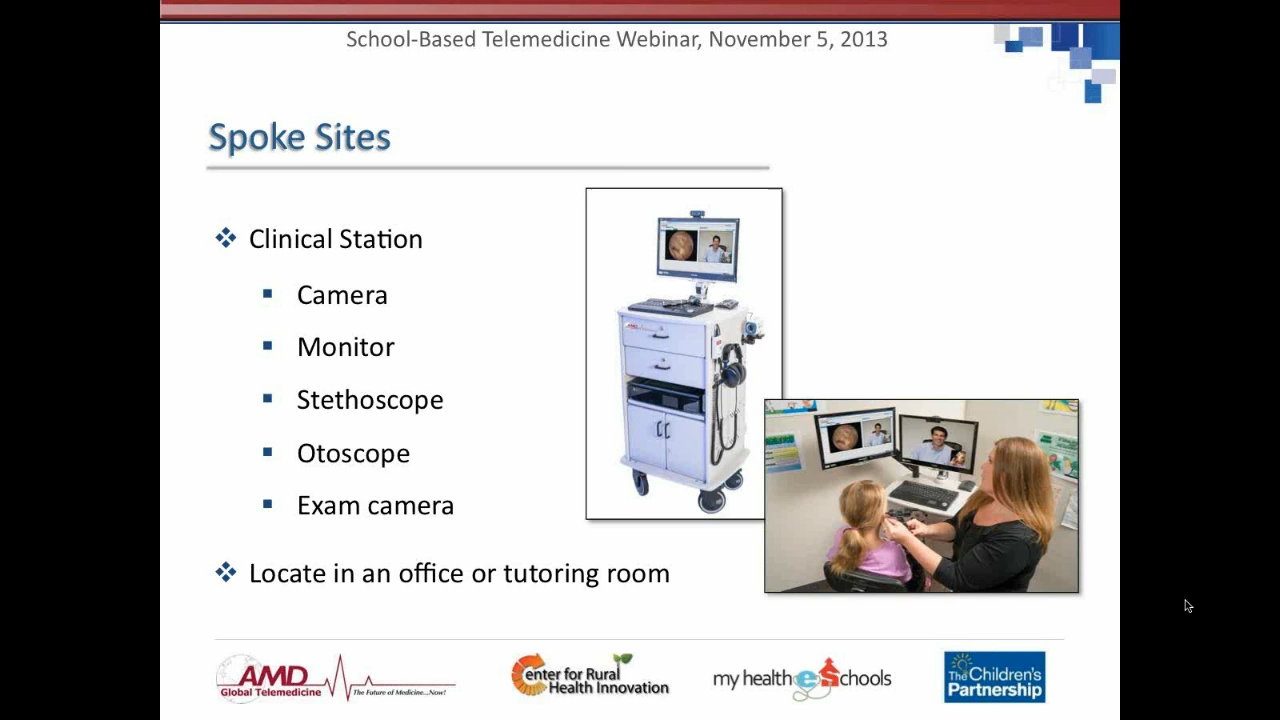 School-Based Telemedicine Webinar, November 5, 2013
Spoke Sites
Clinical Station
Camera
Monitor
Stethoscope
Otoscope
Exam camera
Locate in an office or tutoring room
AMD
AMD
Global Telemedicine
The Future of Medicine...Now!
Center for Rural
Health Innovation
my health e Schools
The Children's
Partnership